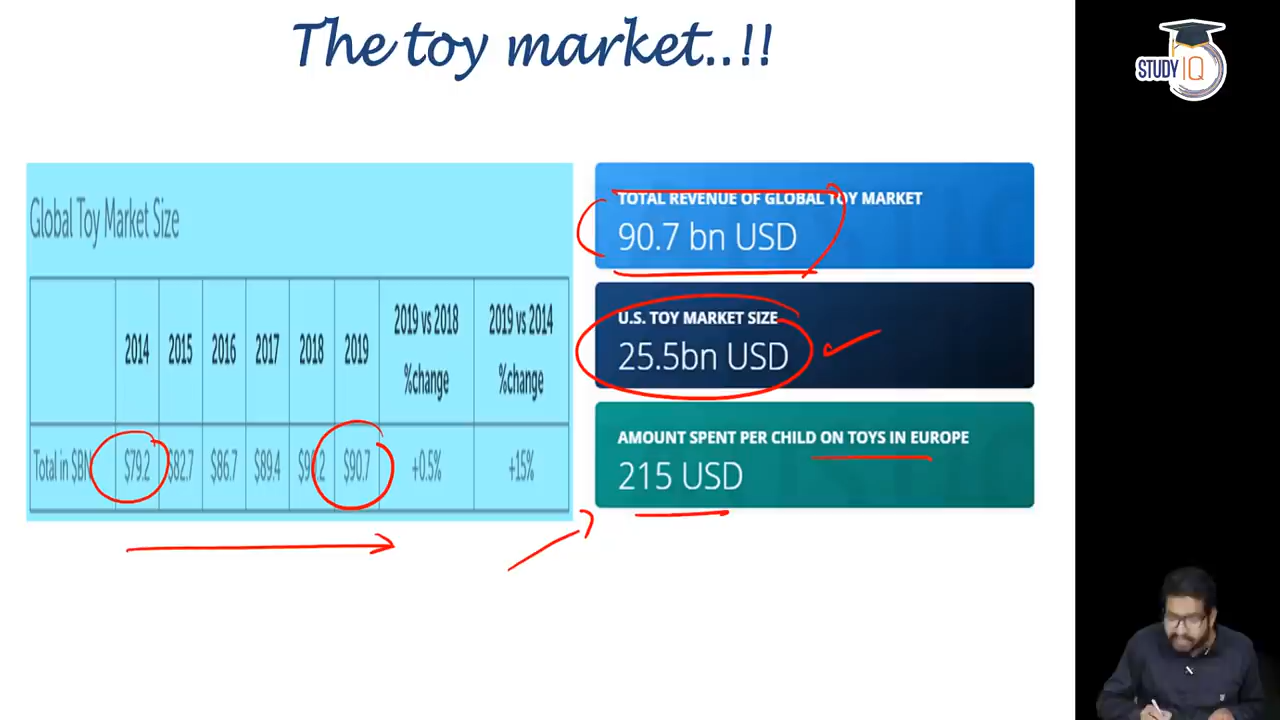 The toy market..!!
STUDY IQ
Global Toy Market Size
2014 2015 2016 2017 2018 2019 2019 vs 2018 %change 2019 vs 2014 %change
Total in $BN $79.2 $82.7 $86.7 $89.4 $90.7 +0.5% +15%
TOTAL REVENUE OF GLOBAL TOY MARKET
90.7 bn USD
U.S. TOY MARKET SIZE
25.5bn USD
AMOUNT SPENT PER CHILD ON TOYS IN EUROPE
215 USD